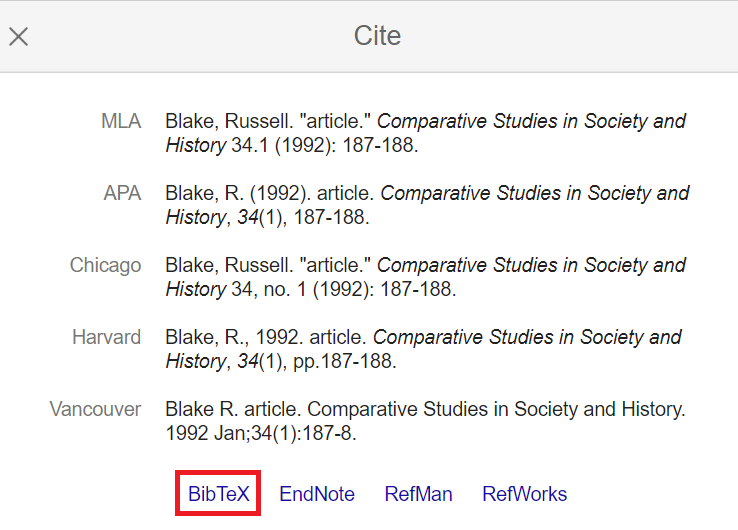 Cite
MLA Blake, Russell. "article." Comparative Studies in Society and
History 34.1 (1992): 187-188.
APA Blake, R. (1992). article. Comparative Studies in Society and
History, 34(1), 187-188.
Chicago Blake, Russell. "article." Comparative Studies in Society and
History 34, no. 1 (1992): 187-188.
Harvard Blake, R., 1992. article. Comparative Studies in Society and
History, 34(1), pp.187-188.
Vancouver Blake R. article. Comparative Studies in Society and History.
1992 Jan;34(1):187-8.
BibTeX EndNote RefMan RefWorks